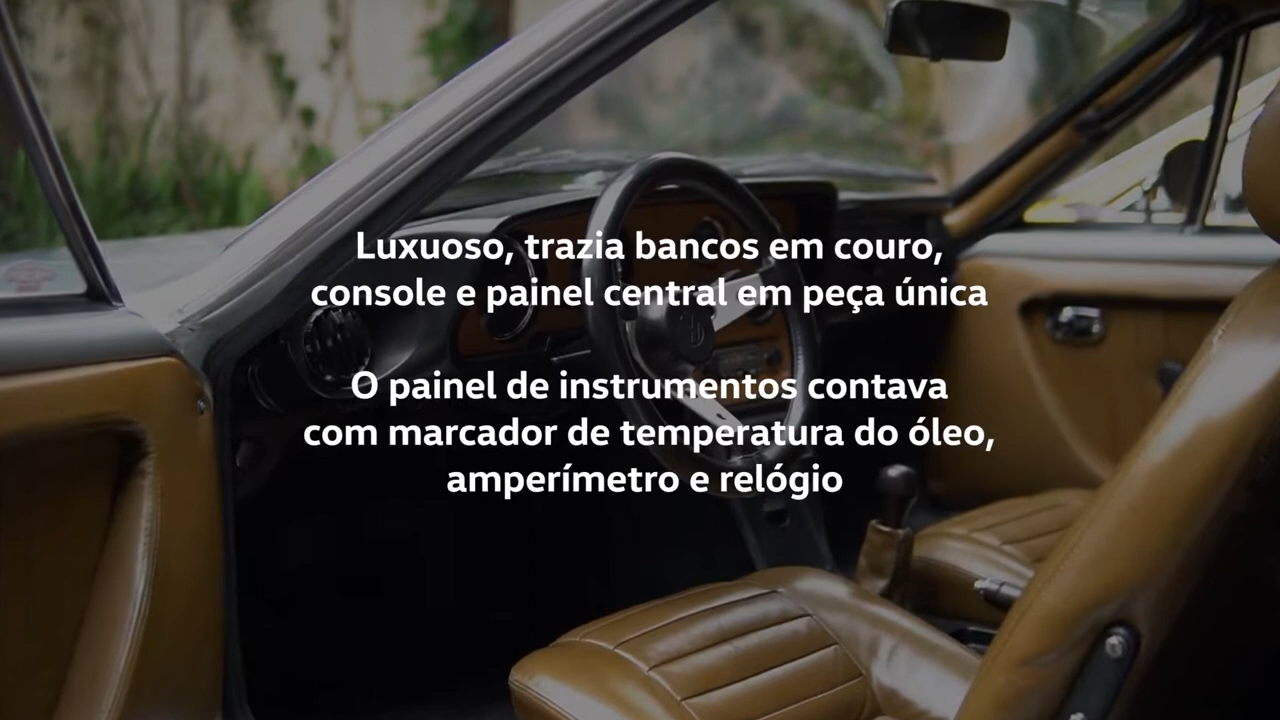 Luxuoso, trazia bancos em couro,
console e painel central em peça única
O painel de instrumentos contava
com marcador de temperatura do óleo,
amperímetro e relógio